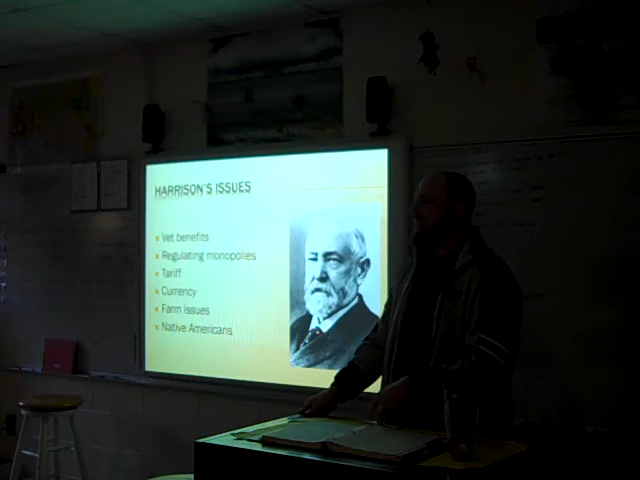 HARRISON'S ISSUES
Vet benefits
Regulating monopolies
Tariff
Currency
Farm issues
Native Americans